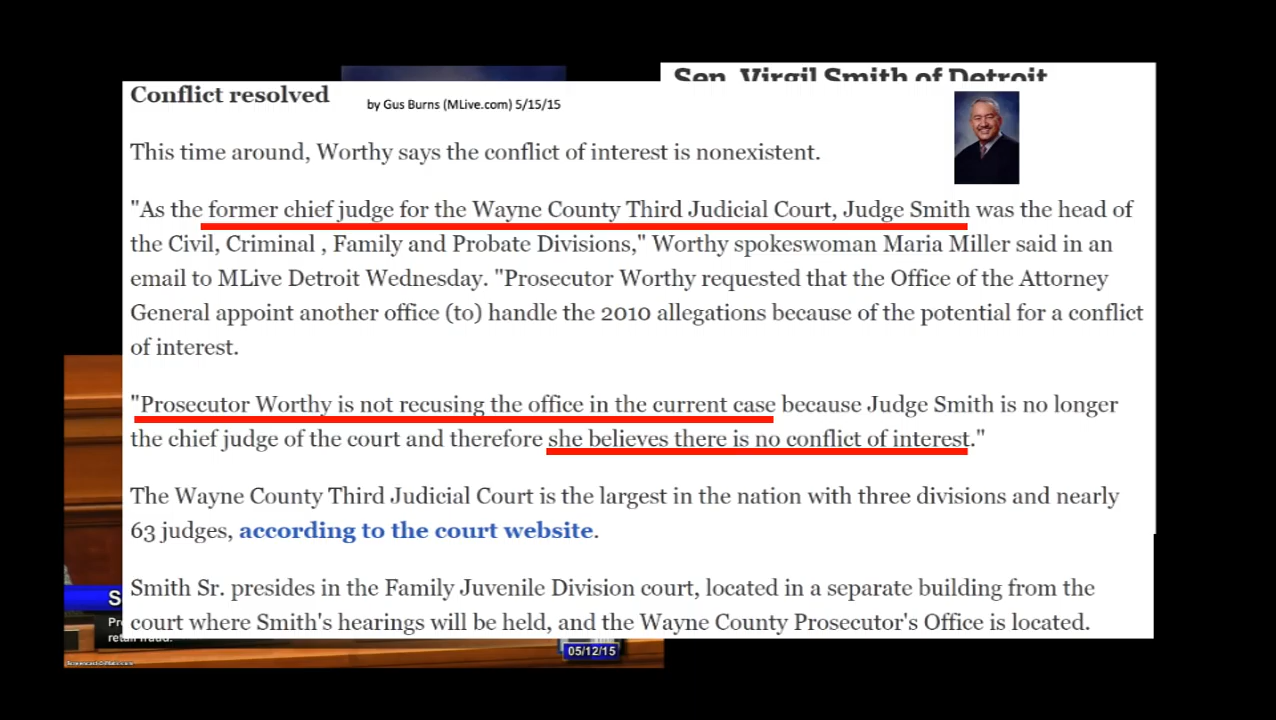 Sen. Virgil Smith of Detroit
Conflict resolved
by Gus Burns (MLive.com) 5/15/15
This time around, Worthy says the conflict of interest is nonexistent.
"As the former chief judge for the Wayne County Third Judicial Court, Judge Smith was the head of
the Civil, Criminal , Family and Probate Divisions," Worthy spokeswoman Maria Miller said in an
email to MLive Detroit Wednesday. "Prosecutor Worthy requested that the Office of the Attorney
General appoint another office (to) handle the 2010 allegations because of the potential for a conflict
of interest.
"Prosecutor Worthy is not recusing the office in the current case because Judge Smith is no longer
the chief judge of the court and therefore she believes there is no conflict of interest."
The Wayne County Third Judicial Court is the largest in the nation with three divisions and nearly
63 judges, according to the court website.
Smith Sr. presides in the Family Juvenile Division court, located in a separate building from the
court where Smith's hearings will be held, and the Wayne County Prosecutor's Office is located.
S
Pr
retail fraud.
05/12/15